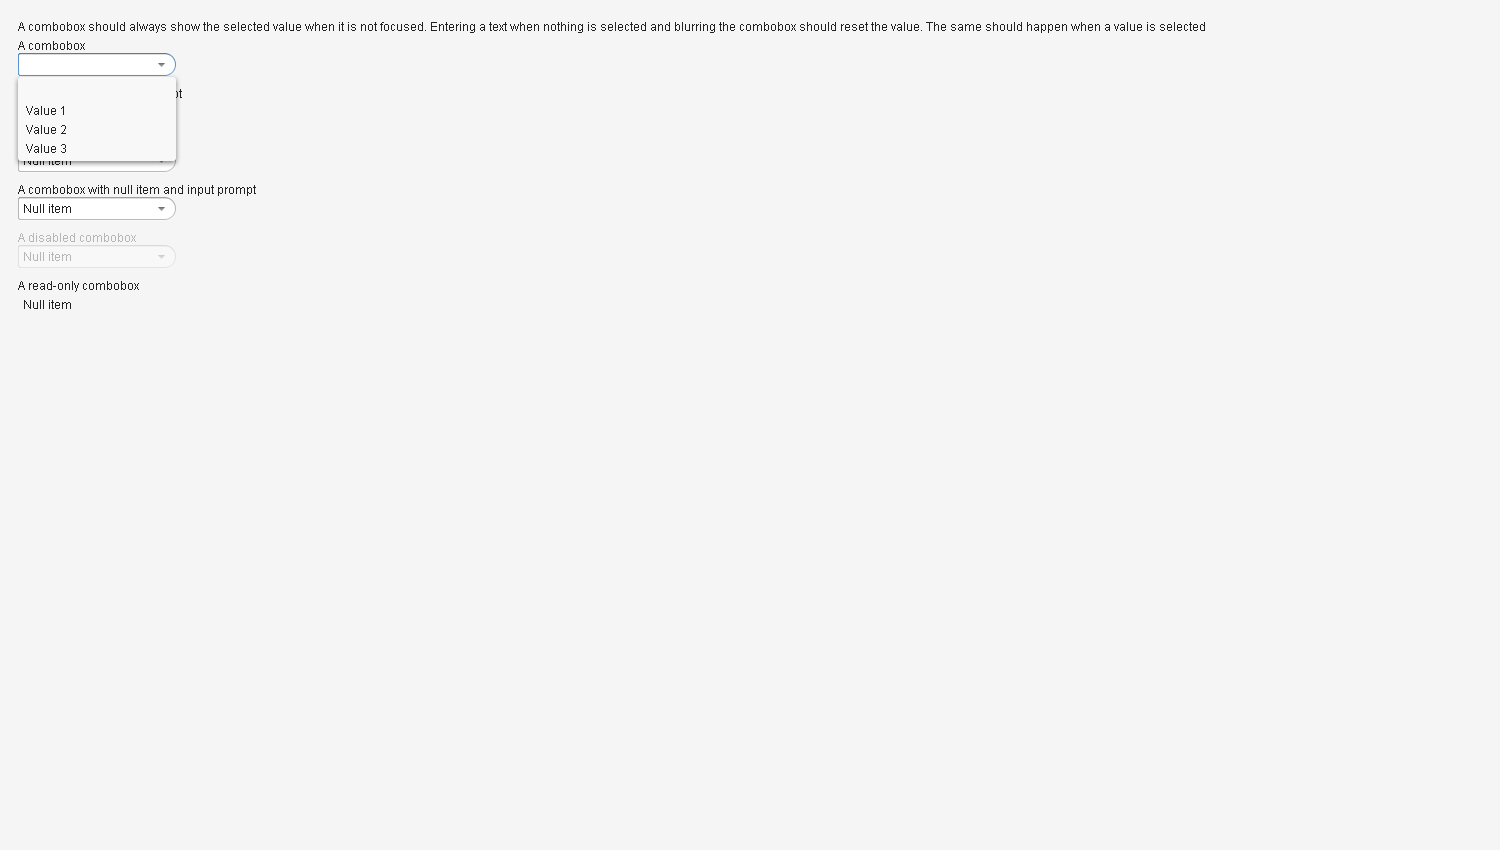 A combobox should always show the selected value when it is not focused. Entering a text when nothing is selected and blurring the combobox should reset the value. The same should happen when a value is selected
A combobox
Value 1
Value 2
Value 3
Null item
A combobox with null item and input prompt
Null item
A disabled combobox
Null item
A read-only combobox
Null item